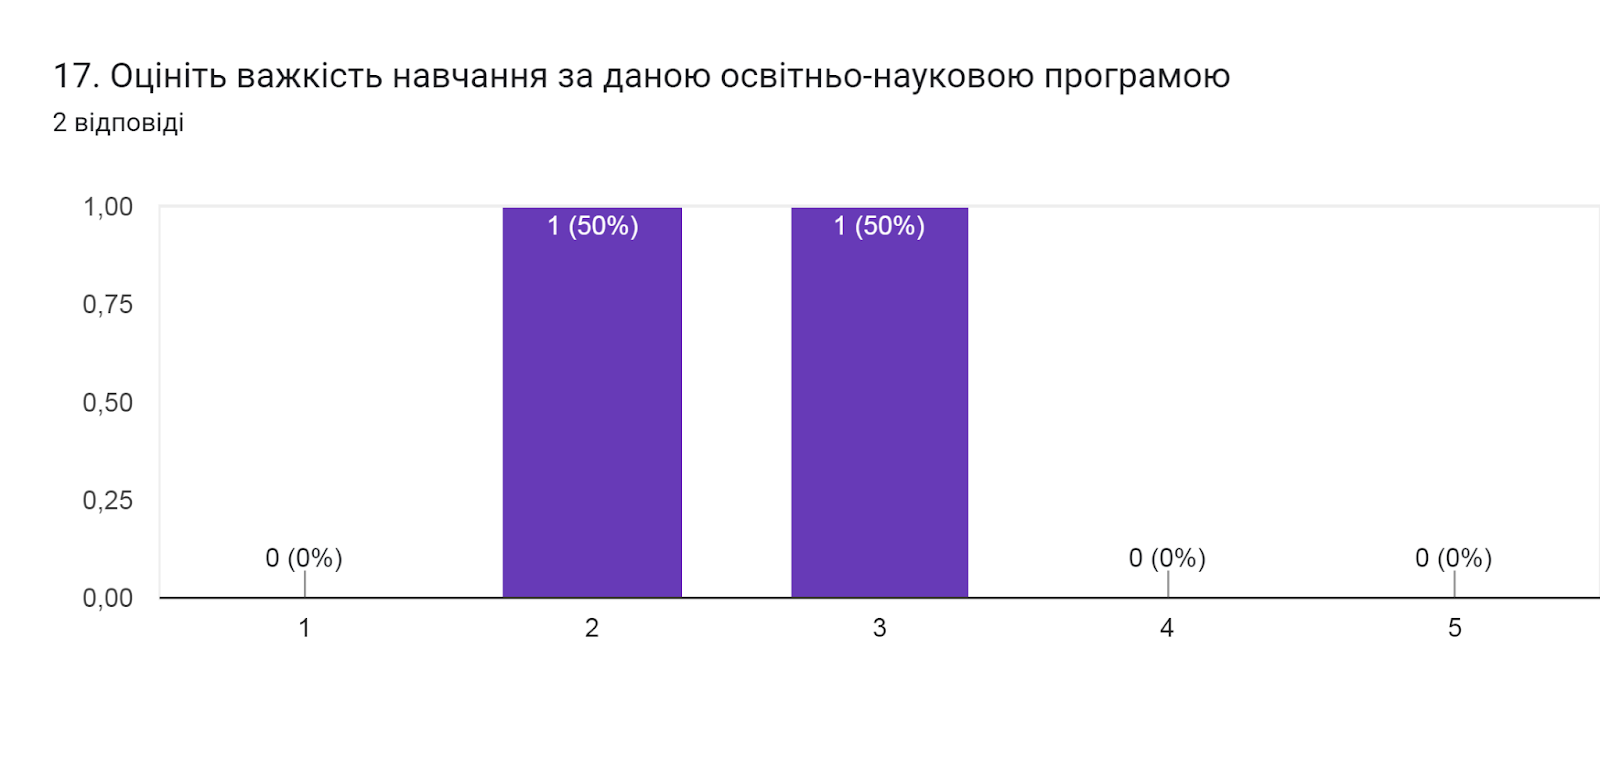 17. Оцініть важкість навчання за даною освітньо-науковою програмою
2 відповіді
1,00
1 (50%) 1 (50%)
0,75
0,50
0,25
0 (0%) 0 (0%) 0 (0%)
0,00
1 2 3 4 5